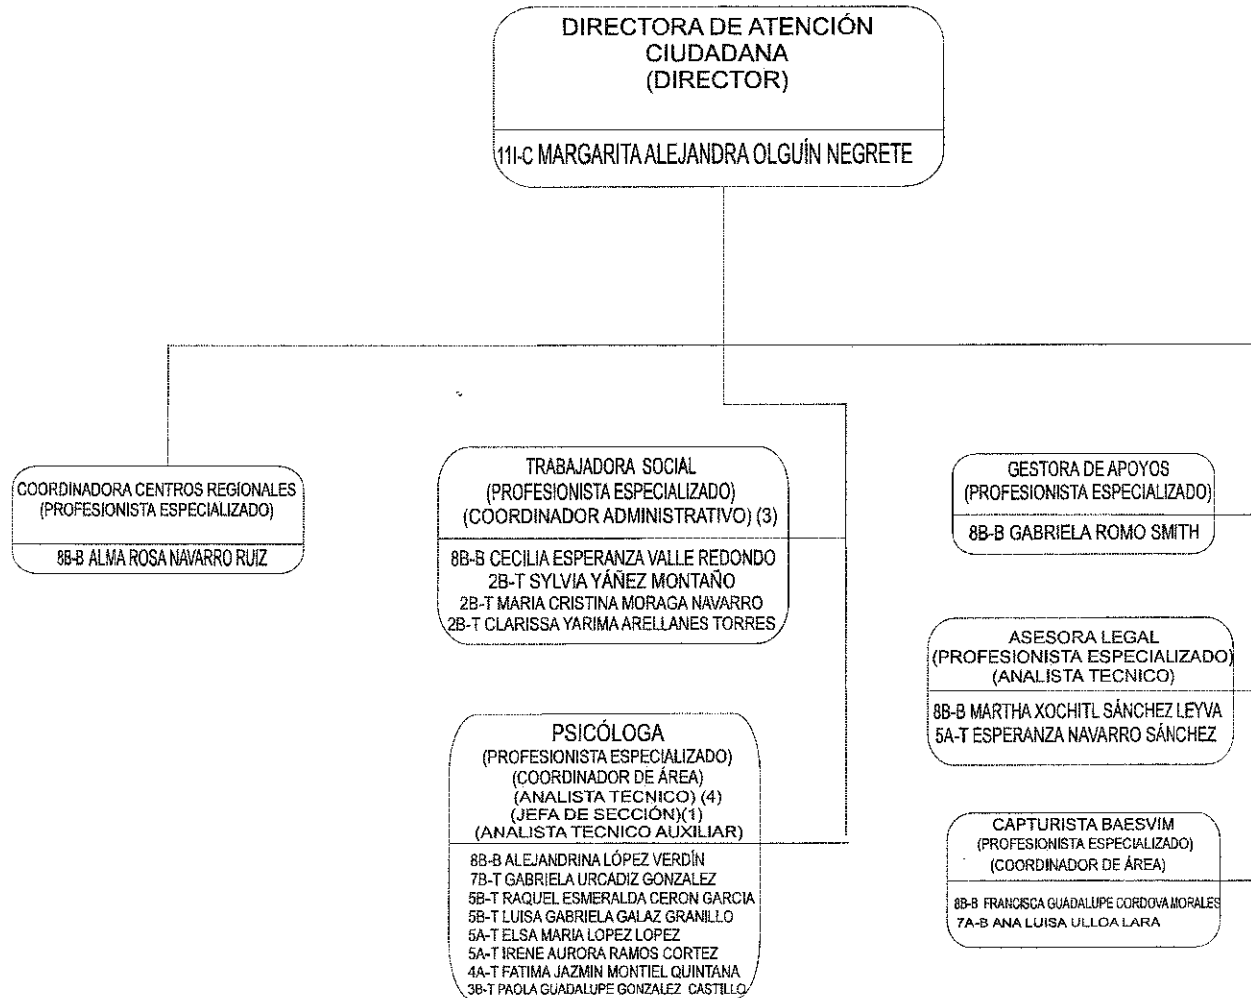 DIRECTORA DE ATENCIÓN
CIUDADANA
(DIRECTOR)
11I-C MARGARITA ALEJANDRA OLGUÍN NEGRETE
COORDINADORA CENTROS REGIONALES
(PROFESIONISTA ESPECIALIZADO)
8B-B ALMA ROSA NAVARRO RUIZ
TRABAJADORA SOCIAL
(PROFESIONISTA ESPECIALIZADO)
(COORDINADOR ADMINISTRATIVO) (3)
8B-B CECILIA ESPERANZA VALLE REDONDO
2B-T SYLVIA YÁÑEZ MONTAÑO
2B-T MARIA CRISTINA MORAGA NAVARRO
2B-T CLARISSA YARIMA ARELLANES TORRES
PSICÓLOGA
(PROFESIONISTA ESPECIALIZADO)
(COORDINADOR DE ÁREA)
(ANALISTA TECNICO) (4)
(JEFA DE SECCIÓN)(1)
(ANALISTA TECNICO AUXILIAR)
8B-B ALEJANDRINA LÓPEZ VERDÍN
7B-T GABRIELA URCADIZ GONZALEZ
5B-T RAQUEL ESMERALDA CERON GARCIA
5B-T LUISA GABRIELA GALAZ GRANILLO
5A-T ELSA MARIA LOPEZ LOPEZ
5A-T IRENE AURORA RAMOS CORTEZ
4A-T FATIMA JAZMIN MONTIEL QUINTANA
3B-T PAOLA GUADALUPE GONZALEZ CASTILLO
GESTORA DE APOYOS
(PROFESIONISTA ESPECIALIZADO)
8B-B GABRIELA ROMO SMITH
ASESORA LEGAL
(PROFESIONISTA ESPECIALIZADO)
(ANALISTA TECNICO)
8B-B MARTHA XOCHITL SÁNCHEZ LEYVA
5A-T ESPERANZA NAVARRO SÁNCHEZ
CAPTURISTA BAESVIM
(PROFESIONISTA ESPECIALIZADO)
(COORDINADOR DE ÁREA)
8B-B FRANCISCA GUADALUPE CORDOVA MORALES
7A-B ANA LUISA ULLOA LARA